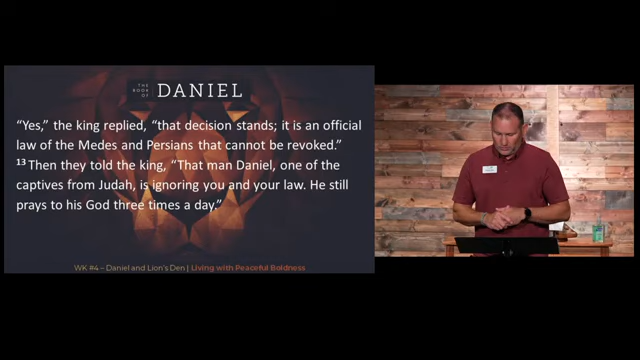 THE
BOOK
OF
DANIEL
“Yes,” the king replied, “that decision stands; it is an official
law of the Medes and Persians that cannot be revoked.”
13 Then they told the king, “That man Daniel, one of the
captives from Judah, is ignoring you and your law. He still
prays to his God three times a day.”
WK #4 – Daniel and Lion's Den | Living with Peaceful Boldness